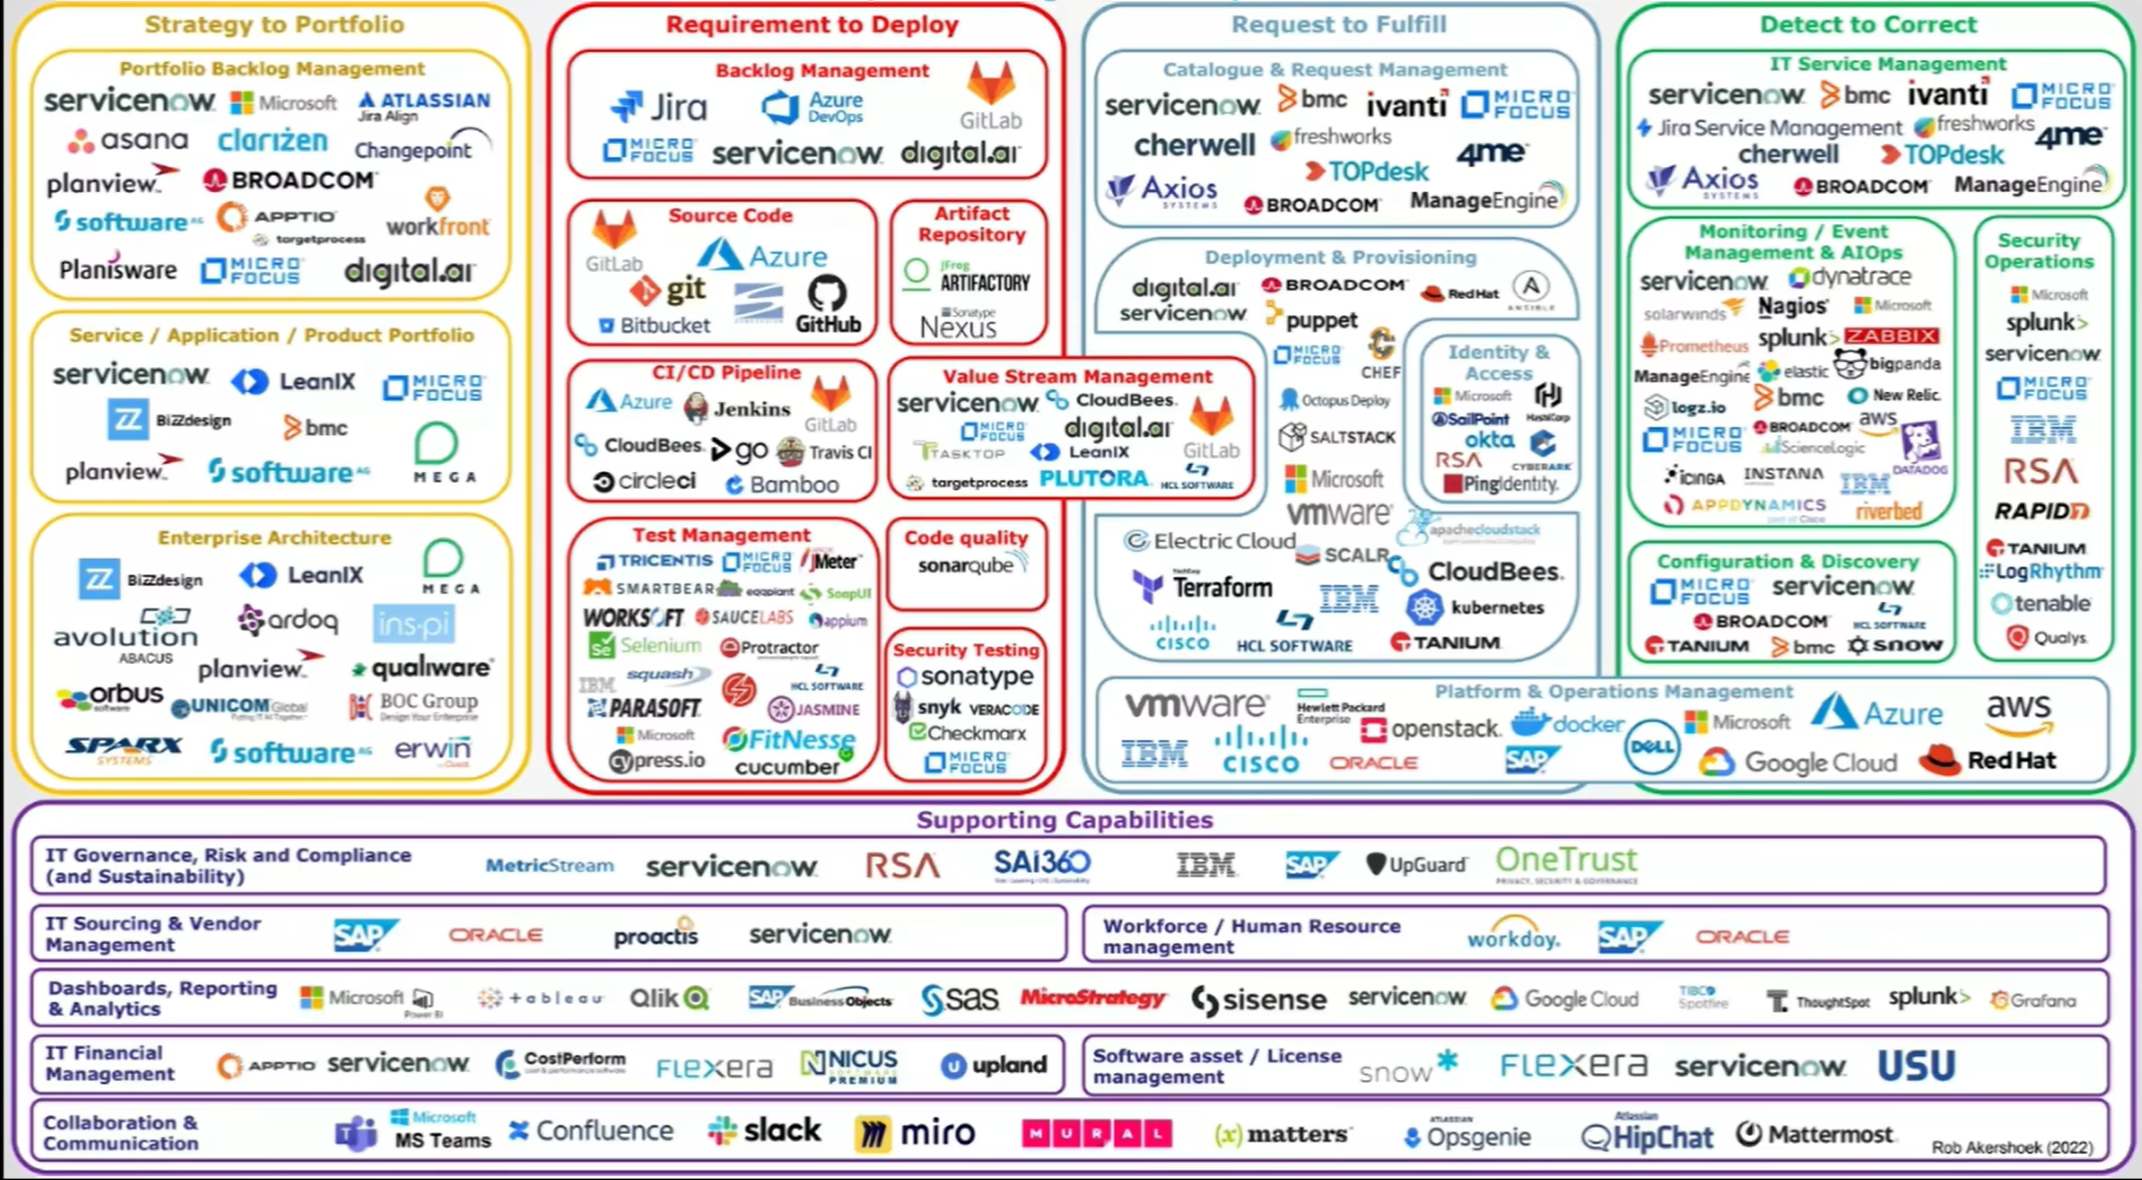 Strategy to Portfolio
Portfolio Backlog Management
servicenow Microsoft ATLASSIAN
Jira Align
asana clarizen Changepoint
planview BROADCOM
software AG APPTIO workfront
targetprocess
Planisware MICRO FOCUS digital.ai
Service / Application / Product Portfolio
servicenow LeanIX MICRO FOCUS
BiZZdesign bmc
planview software AG MEGA
Enterprise Architecture
BiZZdesign LeanIX MEGA
avolution ardoq ins-pi
ABACUS planview qualiware
orbus software UNICOM Global BOC Group
Design Your Enterprise
SPARX SYSTEMS software AG erwin
by Quest
Requirement to Deploy
Backlog Management
Jira Azure DevOps GitLab
MICRO FOCUS servicenow digital.ai
Source Code
GitLab Azure
git
Bitbucket GitHub
Artifact
Repository
JFrog
ARTIFACTORY
Sonatype
Nexus
CI/CD Pipeline
Azure Jenkins GitLab
CloudBees go Travis CI
circleci Bamboo
Value Stream Management
servicenow CloudBees
MICRO FOCUS digital.ai GitLab
TASKTOP LeanIX
targetprocess PLUTORA HCL SOFTWARE
Test Management
TRICENTIS MICRO FOCUS JMeter
SMARTBEAR eggplant SoapUI
WORKSOFT SAUCELABS appium
Selenium Protractor
IBM squash HCL SOFTWARE
PARASOFT JASMINE
Microsoft FitNesse
cypress.io cucumber
Code quality
sonarqube
Security Testing
sonatype
snyk VERACODE
Checkmarx
MICRO FOCUS
Request to Fulfill
Catalogue & Request Management
servicenow bmc ivanti MICRO FOCUS
cherwell freshworks 4me
TOPdesk
Axios SYSTEMS BROADCOM ManageEngine
Deployment & Provisioning
digital.ai BROADCOM RedHat ANSIBLE
servicenow puppet
MICRO FOCUS CHEF
Octopus Deploy
SALTSTACK
Microsoft
vmware
Electric Cloud SCALR apachecloudstack
HashiCorp
Terraform IBM CloudBees
kubernetes
CISCO HCL SOFTWARE TANIUM
Identity &
Access
Microsoft HashiCorp
SailPoint
okta
RSA CYBERARK
PingIdentity
Detect to Correct
IT Service Management
servicenow bmc ivanti MICRO FOCUS
Jira Service Management freshworks 4me
cherwell TOPdesk
Axios SYSTEMS BROADCOM ManageEngine
Monitoring / Event
Management & AIOps
servicenow dynatrace
solarwinds Nagios Microsoft
Prometheus splunk> ZABBIX
ManageEngine elastic bigpanda
logz.io bmc New Relic
MICRO FOCUS BROADCOM aws
ScienceLogic DATADOG
ICINGA INSTANA IBM
APPDYNAMICS riverbed
part of Cisco
Security
Operations
Microsoft
splunk>
servicenow
MICRO FOCUS
IBM
RSA
RAPID7
TANIUM
LogRhythm
tenable
Qualys
Configuration & Discovery
MICRO FOCUS servicenow
BROADCOM HCL SOFTWARE
TANIUM bmc snow
Platform & Operations Management
vmware Hewlett Packard Enterprise openstack docker Microsoft Azure aws
IBM CISCO ORACLE SAP DELL Google Cloud Red Hat
Supporting Capabilities
IT Governance, Risk and Compliance
(and Sustainability)
MetricStream servicenow RSA SAI360 IBM SAP UpGuard OneTrust
PRIVACY, SECURITY & GOVERNANCE
IT Sourcing & Vendor
Management
SAP ORACLE proactis servicenow
Workforce / Human Resource
management
workday. SAP ORACLE
Dashboards, Reporting
& Analytics
Microsoft Power BI +tableau Qlik SAP BusinessObjects sas MicroStrategy sisense servicenow Google Cloud TIBCO Spotfire ThoughtSpot splunk> Grafana
IT Financial
Management
APPTIO servicenow CostPerform FLEXERA NICUS PREMIUM upland
Software asset / License
management
snow FLEXERA servicenow USU
Collaboration &
Communication
Microsoft
MS Teams Confluence slack miro MURAL (x)matters ATLASSIAN Opsgenie Atlassian HipChat Mattermost
Rob Akershoek (2022)